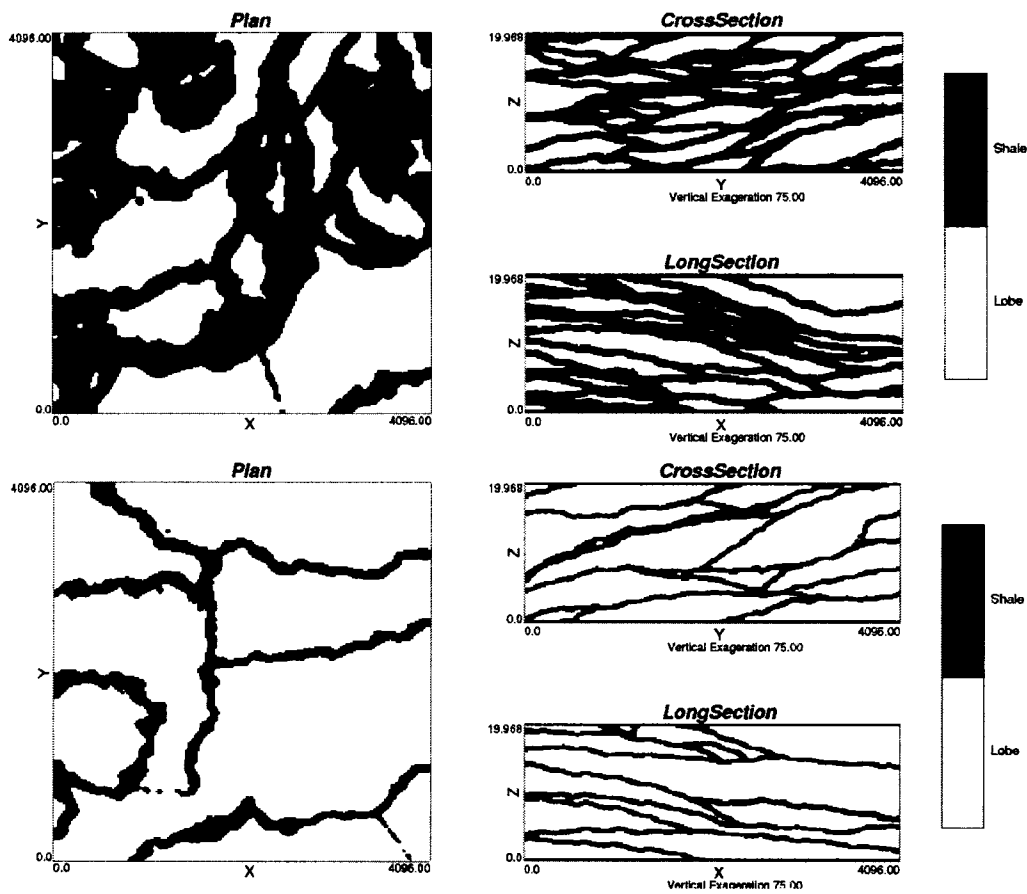 Plan
4096.00
Y
0.0
0.0
X
4096.00
CrossSection
19.968
Z
0.0
0.0
Y
4096.00
Vertical Exageration 75.00
LongSection
19.968
Z
0.0
0.0
X
4096.00
Vertical Exageration 75.00
Shale
Lobe
Plan
4096.00
Y
0.0
0.0
X
4096.00
CrossSection
19.968
Z
0.0
0.0
Y
4096.00
Vertical Exageration 75.00
LongSection
19.968
Z
0.0
0.0
X
4096.00
Vertical Exageration 75.00
Shale
Lobe